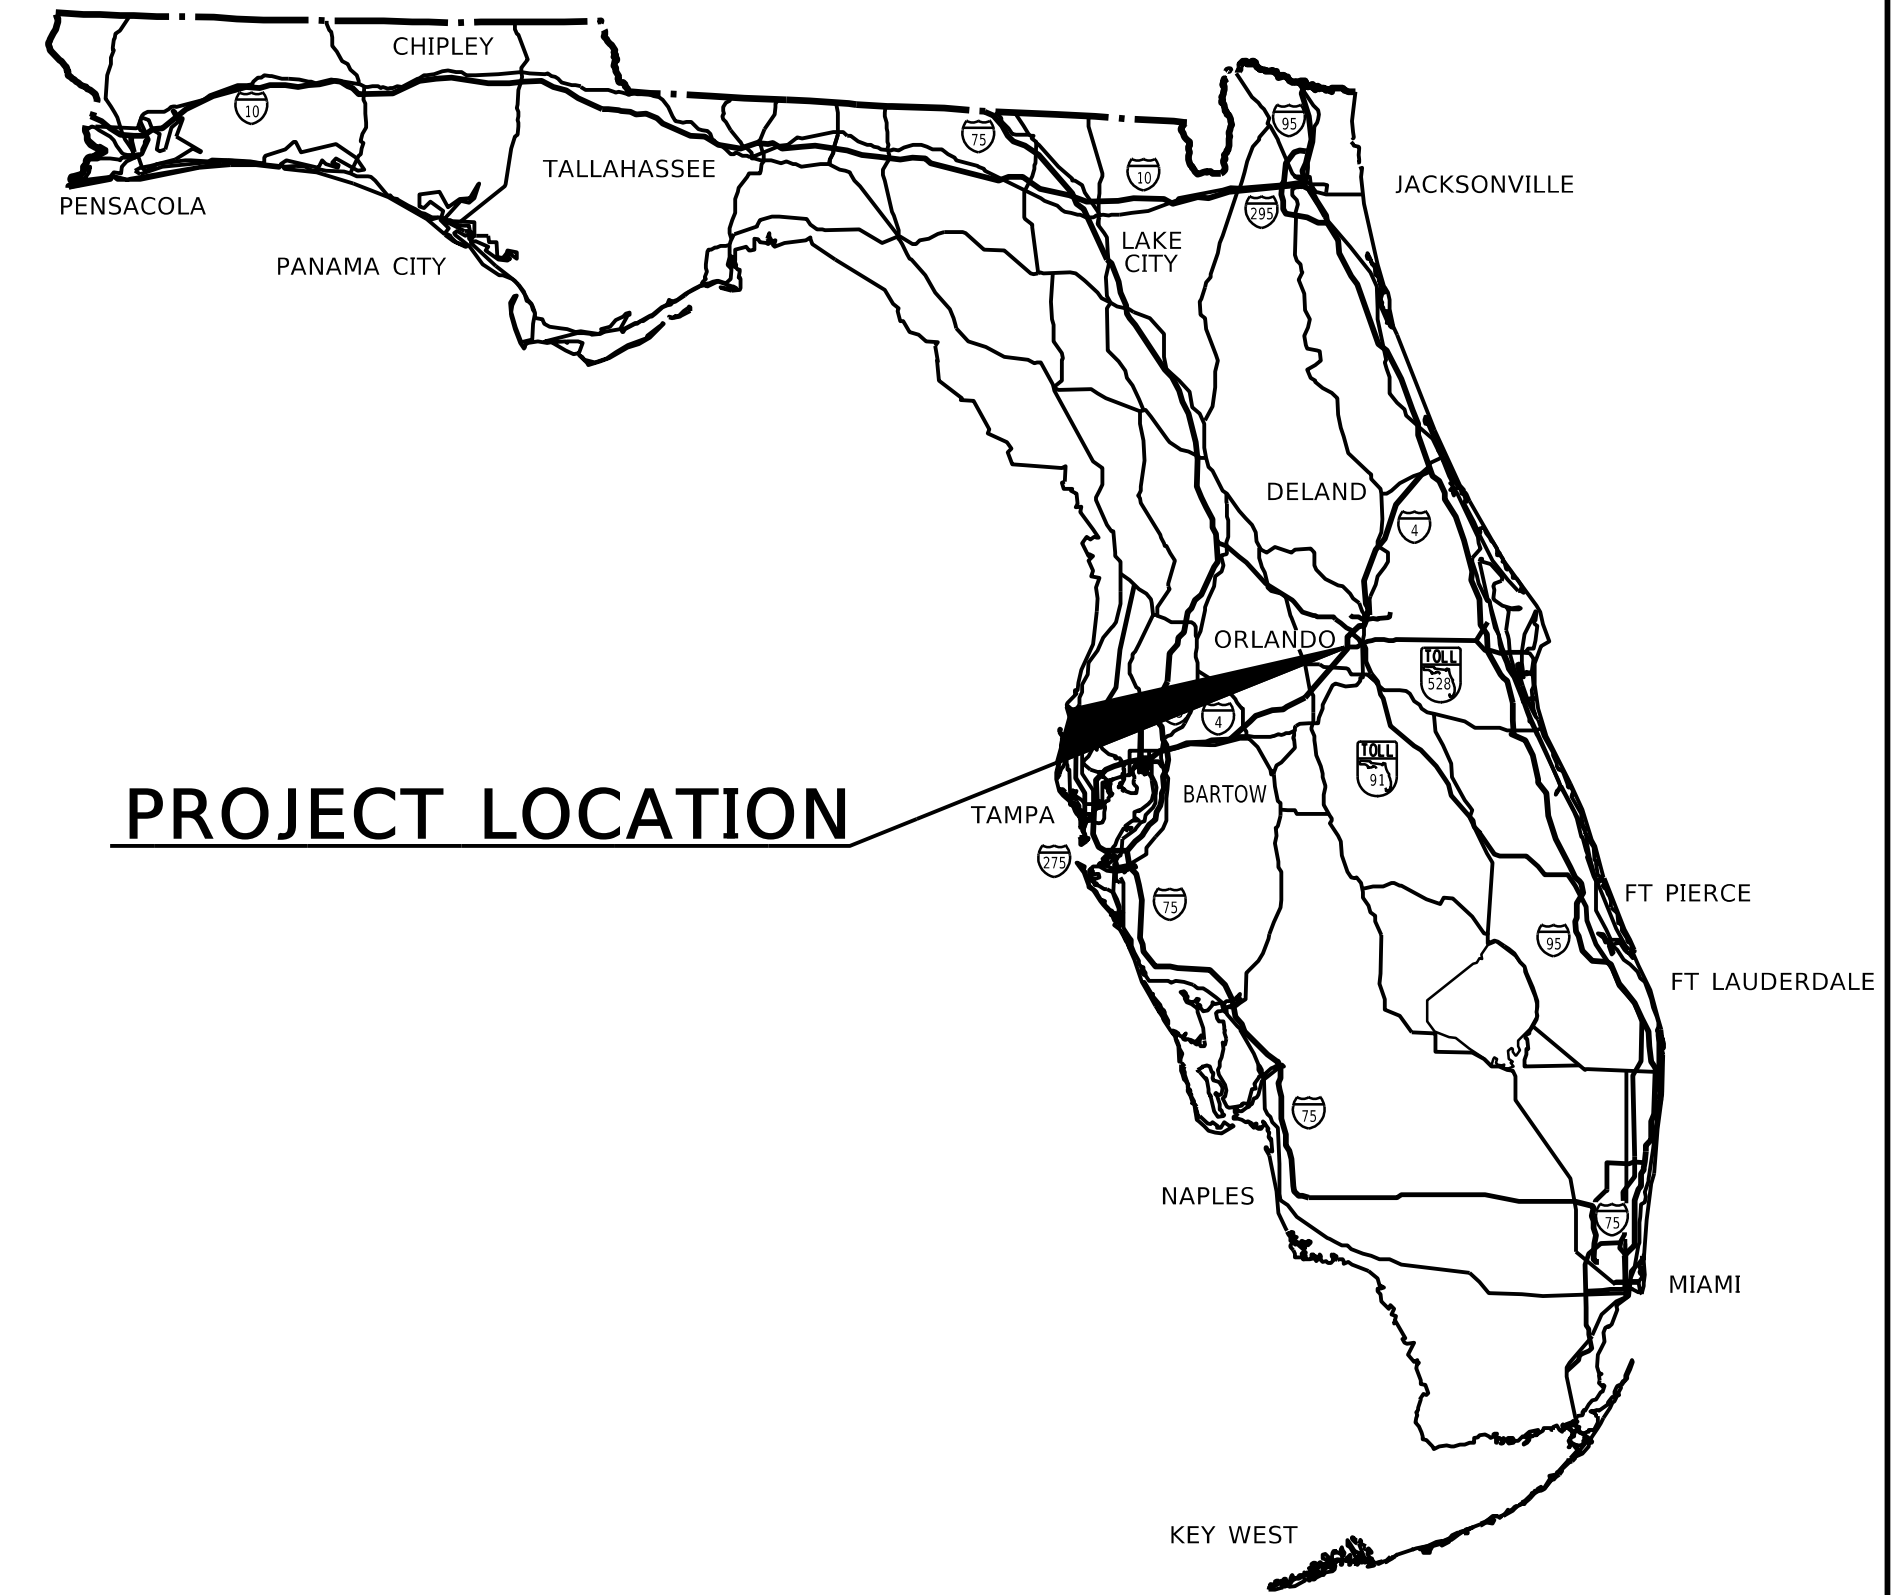 CHIPLEY
10
TALLAHASSEE
75
10
95
JACKSONVILLE
PENSACOLA
295
PANAMA CITY
LAKE
CITY
DELAND
4
ORLANDO
TOLL
528
4
TOLL
91
PROJECT LOCATION
TAMPA
BARTOW
275
75
FT PIERCE
95
FT LAUDERDALE
75
NAPLES
75
MIAMI
KEY WEST